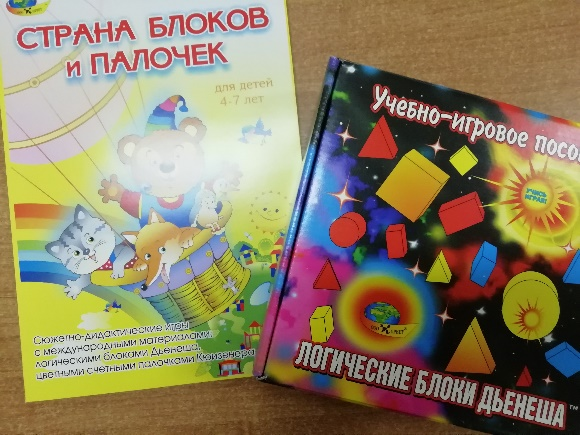 СТРАНА БЛОКОВ
И ПАЛОЧЕК
для детей
4-7 лет
Сюжетно-дидактические игры
с международными материалами:
логическими блоками Дьенеша,
цветными счетными палочками Кюизенера
Учебно-игровое посо
УЧИСЬ
ИГРАЯ!
ЛОГИЧЕСКИЕ БЛОКИ ДЬЕНЕША™